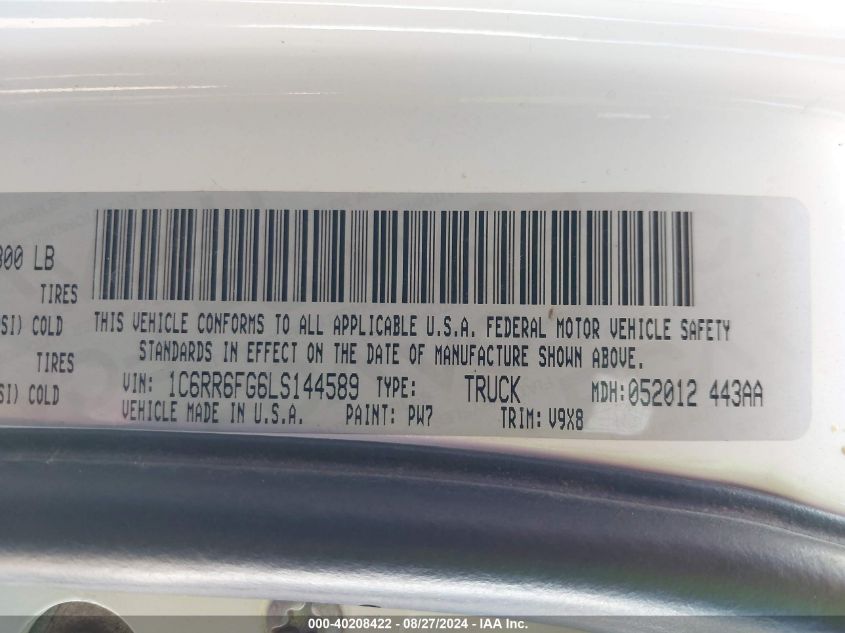 300 LB
TIRES
SI) COLD
TIRES
SI) COLD
THIS VEHICLE CONFORMS TO ALL APPLICABLE U.S.A. FEDERAL MOTOR VEHICLE SAFETY
STANDARDS IN EFFECT ON THE DATE OF MANUFACTURE SHOWN ABOVE.
VIN: 1C6RR6FG6LS144589 TYPE: TRUCK MDH: 052012 443AA
VEHICLE MADE IN U.S.A. PAINT: PW7 TRIM: V9X8
000-40208422 - 08/27/2024 - IAA Inc.